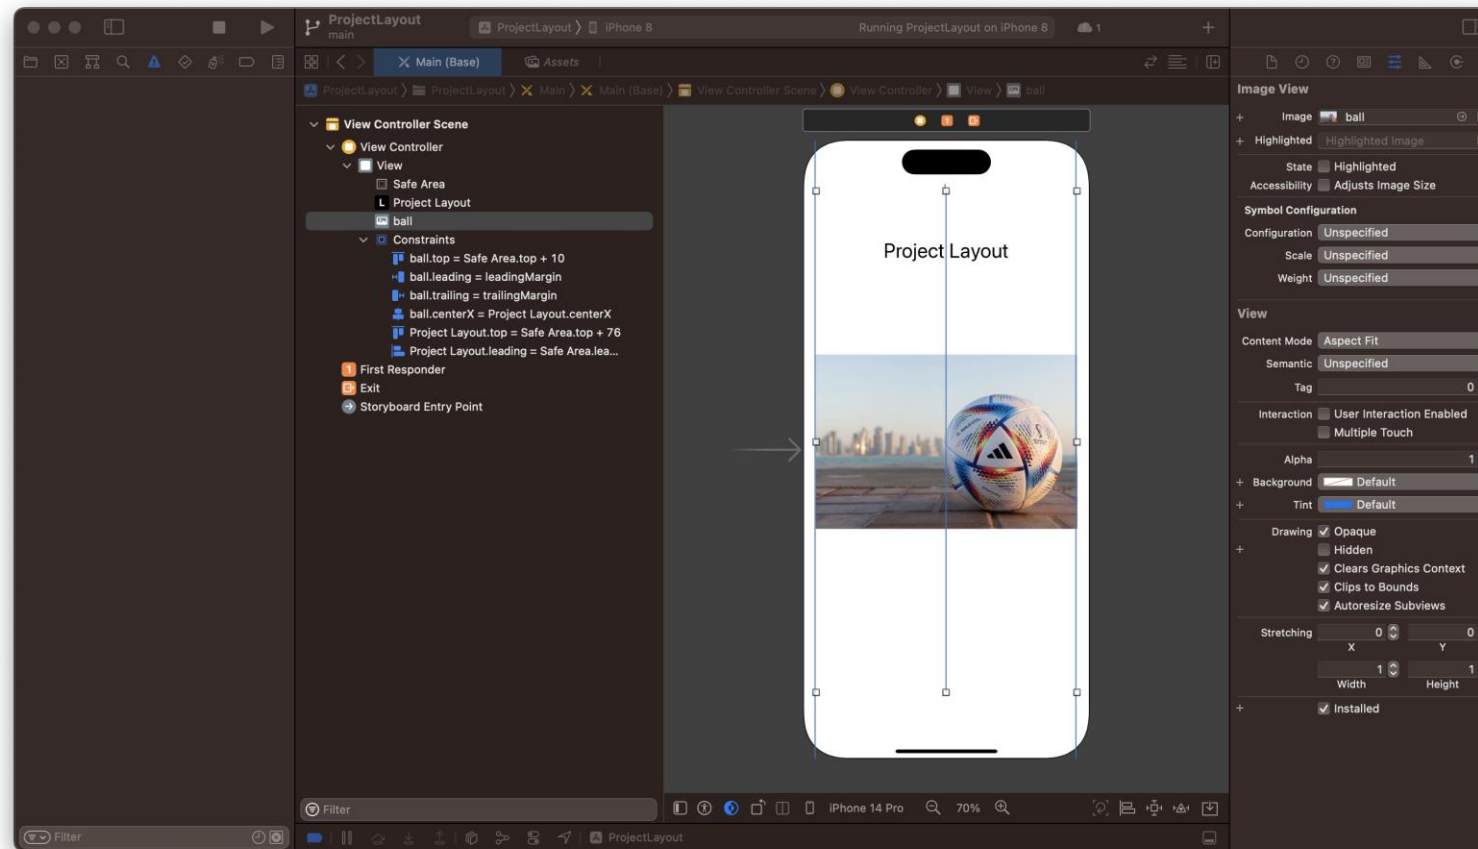 ProjectLayout
main
ProjectLayout
iPhone 8
Running ProjectLayout on iPhone 8
1
Main (Base)
Assets
ProjectLayout
ProjectLayout
Main
Main (Base)
View Controller Scene
View Controller
View
ball
View Controller Scene
View Controller
View
Safe Area
L Project Layout
ball
Constraints
ball.top = Safe Area.top + 10
ball.leading = leadingMargin
ball.trailing = trailingMargin
ball.centerX = Project Layout.centerX
Project Layout.top = Safe Area.top + 76
Project Layout.leading = Safe Area.lea...
1 First Responder
Exit
Storyboard Entry Point
Filter
Filter
1
Project Layout
iPhone 14 Pro
70%
ProjectLayout
Image View
Image ball
Highlighted Highlighted Image
State Highlighted
Accessibility Adjusts Image Size
Symbol Configuration
Configuration Unspecified
Scale Unspecified
Weight Unspecified
View
Content Mode Aspect Fit
Semantic Unspecified
Tag 0
Interaction User Interaction Enabled
Multiple Touch
Alpha 1
Background Default
Tint Default
Drawing Opaque
Hidden
Clears Graphics Context
Clips to Bounds
Autoresize Subviews
Stretching 0 0
X Y
1 1
Width Height
Installed